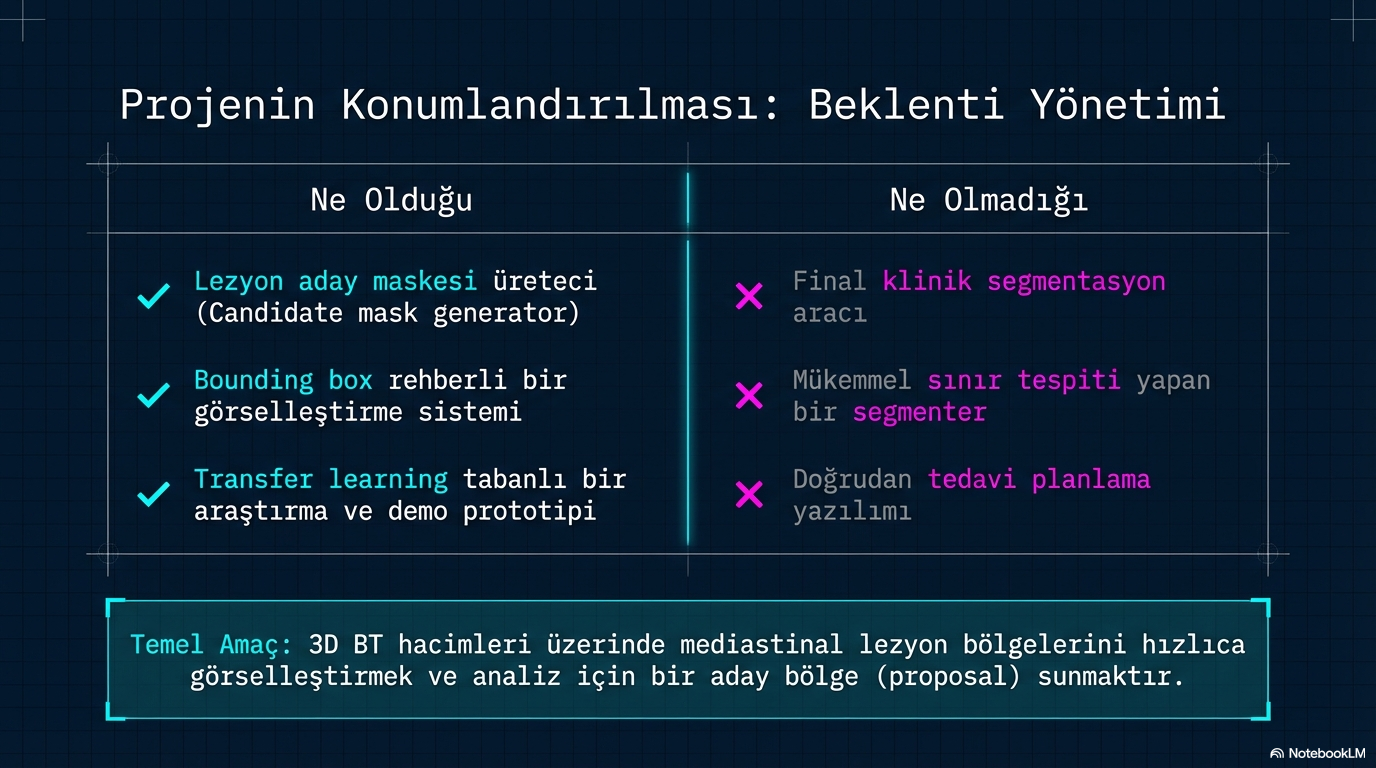 Projenin Konumlandırılması: Beklenti Yönetimi
Ne Olduğu
Lezyon aday maskesi üreteci
(Candidate mask generator)
Bounding box rehberli bir
görselleştirme sistemi
Transfer learning tabanlı bir
araştırma ve demo prototipi
Ne Olmadığı
Final klinik segmentasyon
aracı
Mükemmel sınır tespiti yapan
bir segmenter
Doğrudan tedavi planlama
yazılımı
Temel Amaç: 3D BT hacimleri üzerinde mediastinal lezyon bölgelerini hızlıca
görselleştirmek ve analiz için bir aday bölge (proposal) sunmaktır.
NotebookLM